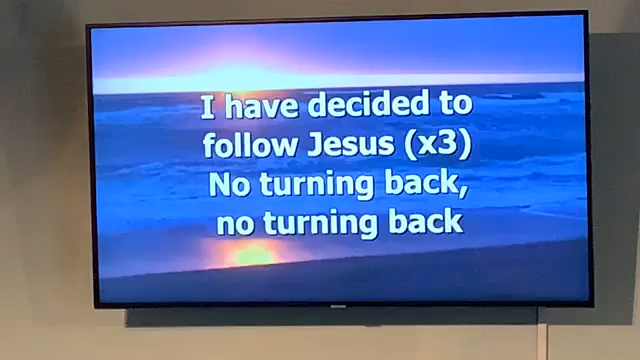 I have decided to
follow Jesus (x3)
No turning back,
no turning back